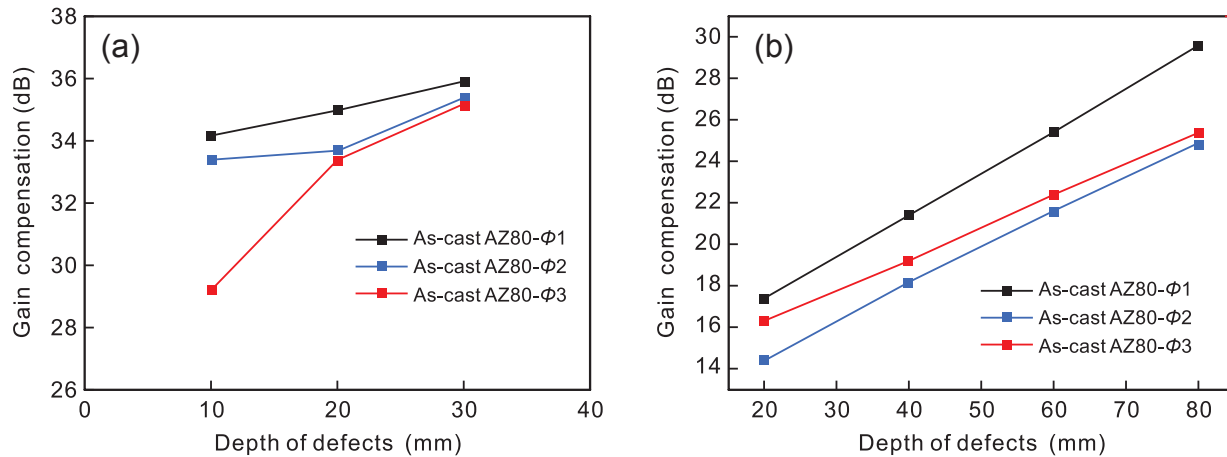 (a)
Gain compensation (dB)
38
36
34
32
30
28
26
0
10
20
30
40
Depth of defects (mm)
As-cast AZ80-Φ1
As-cast AZ80-Φ2
As-cast AZ80-Φ3
(b)
Gain compensation (dB)
30
28
26
24
22
20
18
16
14
20
30
40
50
60
70
80
Depth of defects (mm)
As-cast AZ80-Φ1
As-cast AZ80-Φ2
As-cast AZ80-Φ3